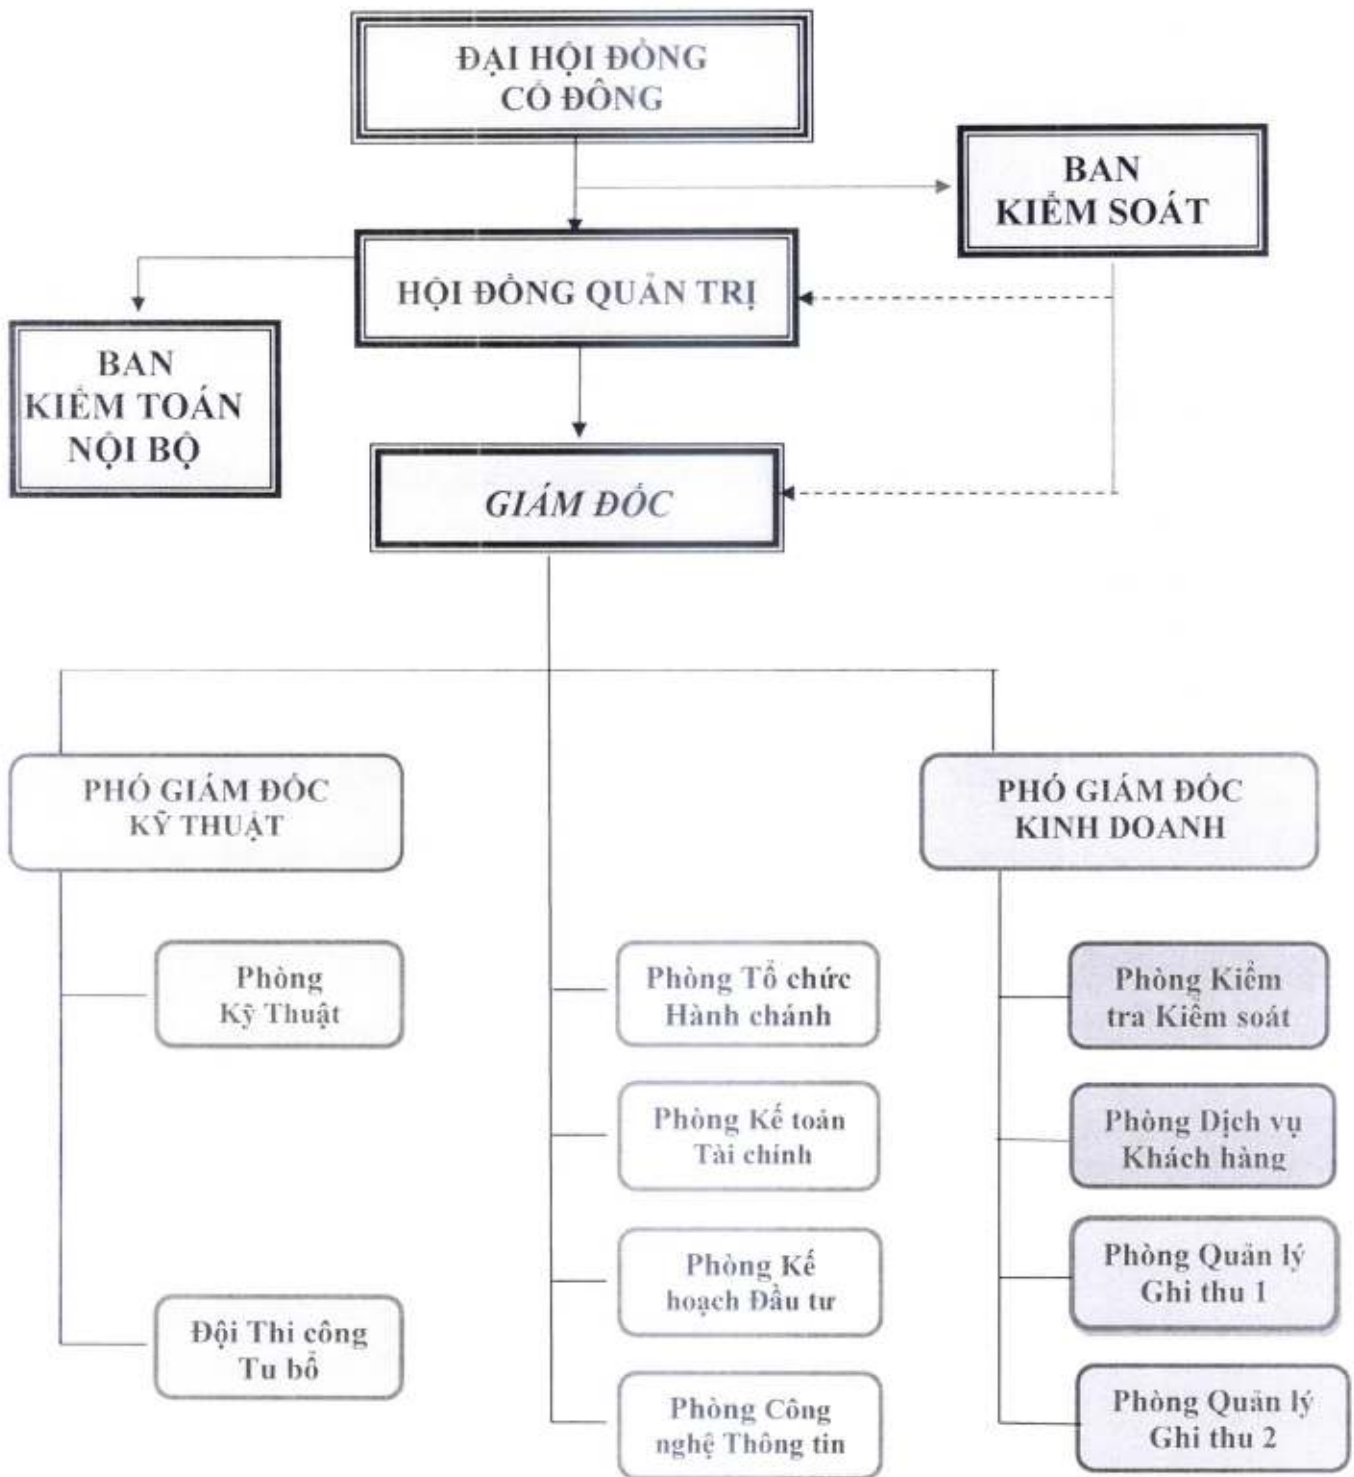 ĐẠI HỘI ĐỒNG
CỔ ĐÔNG
BAN
KIỂM SOÁT
HỘI ĐỒNG QUẢN TRỊ
BAN
KIỂM TOÁN
NỘI BỘ
GIÁM ĐỐC
PHÓ GIÁM ĐỐC
KỸ THUẬT
PHÓ GIÁM ĐỐC
KINH DOANH
Phòng
Kỹ Thuật
Đội Thi công
Tu bổ
Phòng Tổ chức
Hành chánh
Phòng Kế toán
Tài chính
Phòng Kế
hoạch Đầu tư
Phòng Công
nghệ Thông tin
Phòng Kiểm
tra Kiểm soát
Phòng Dịch vụ
Khách hàng
Phòng Quản lý
Ghi thu 1
Phòng Quản lý
Ghi thu 2